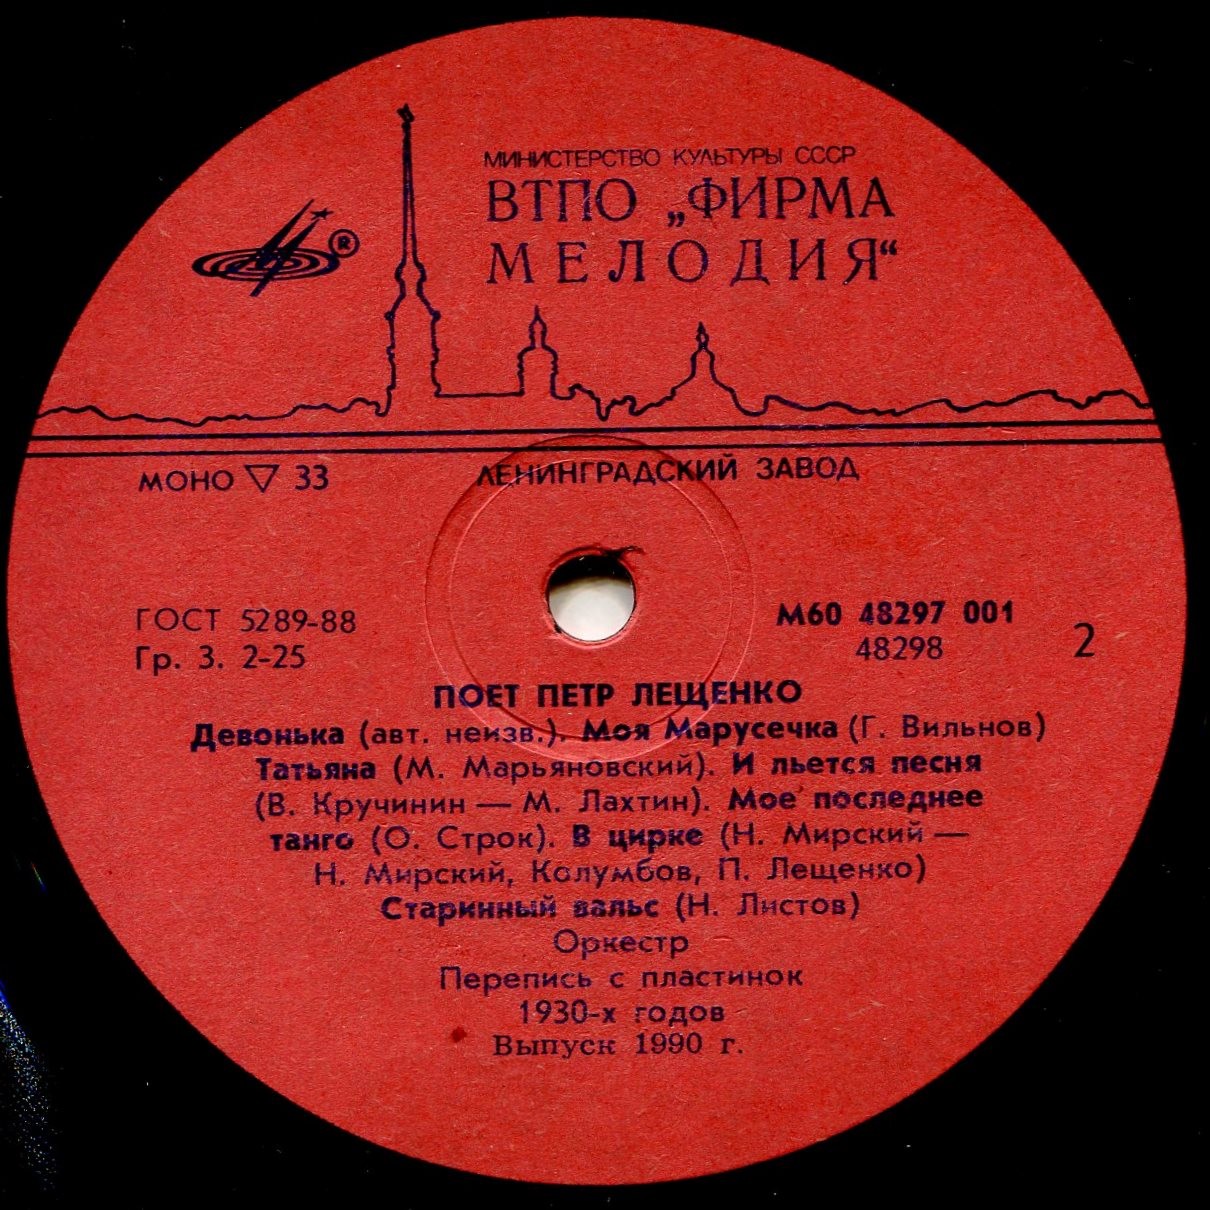 МИНИСТЕРСТВО КУЛЬТУРЫ СССР
ВТПО „ФИРМА
МЕЛОДИЯ“
®
МОНО ▽ 33
ЛЕНИНГРАДСКИЙ ЗАВОД
ГОСТ 5289-88
Гр. 3. 2-25
М60 48297 001
48298
2
ПОЕТ ПЕТР ЛЕЩЕНКО
Девонька (авт. неизв.). Моя Марусечка (Г. Вильнов)
Татьяна (М. Марьяновский). И льется песня
(В. Кручинин — М. Лахтин). Мое последнее
танго (О. Строк). В цирке (Н. Мирский —
Н. Мирский, Колумбов, П. Лещенко)
Старинный вальс (Н. Листов)
Оркестр
Перепись с пластинок
1930-х годов
Выпуск 1990 г.